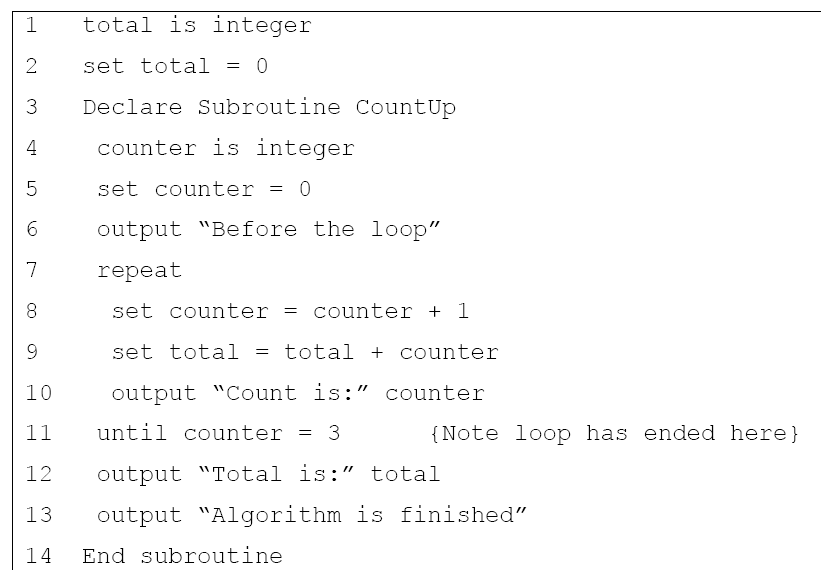 1 total is integer
2 set total = 0
3 Declare Subroutine CountUp
4 counter is integer
5 set counter = 0
6 output “Before the loop”
7 repeat
8 set counter = counter + 1
9 set total = total + counter
10 output “Count is:” counter
11 until counter = 3 {Note loop has ended here}
12 output “Total is:” total
13 output “Algorithm is finished”
14 End subroutine